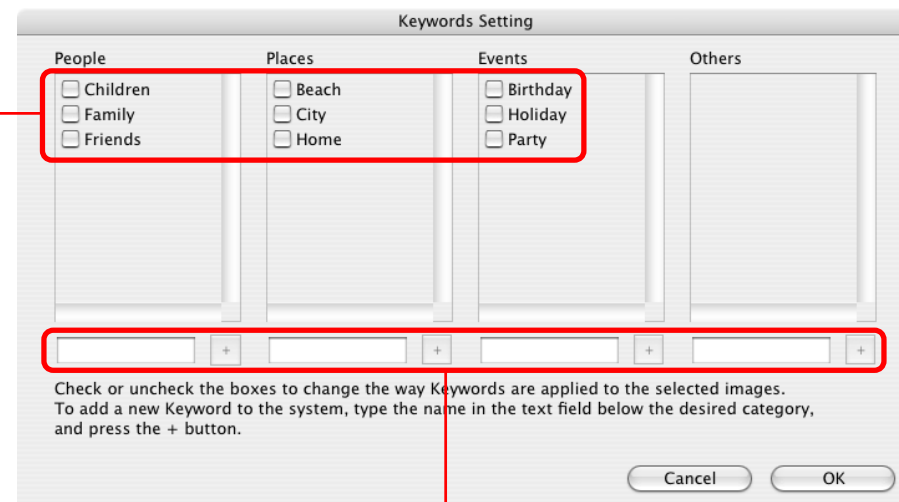 Keywords Setting
People Places Events Others
Children Beach Birthday
Family City Holiday
Friends Home Party
+ + + +
Check or uncheck the boxes to change the way Keywords are applied to the selected images.
To add a new Keyword to the system, type the name in the text field below the desired category,
and press the + button.
Cancel OK